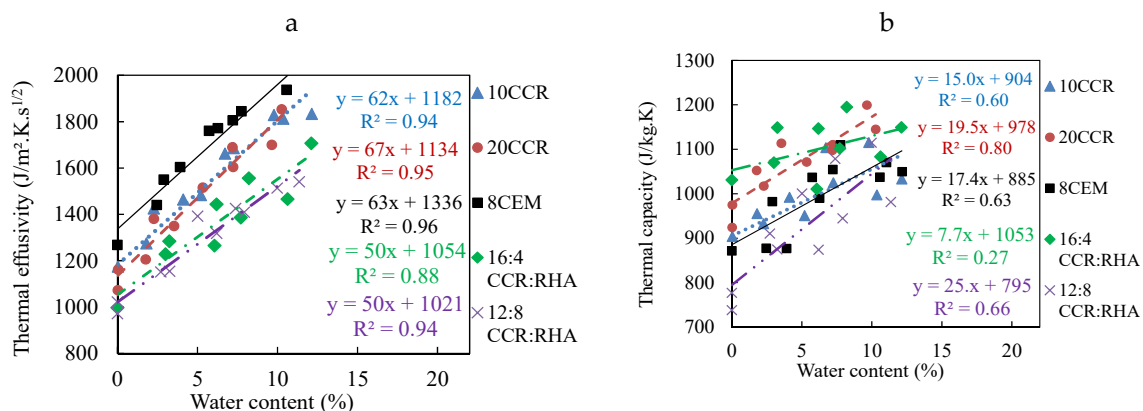 a
Thermal effusivity (J/m².K.s^1/2)
2000
1800
1600
1400
1200
1000
800
0
5
10
15
20
Water content (%)
y = 62x + 1182
R² = 0.94
y = 67x + 1134
R² = 0.95
y = 63x + 1336
R² = 0.96
y = 50x + 1054
R² = 0.88
y = 50x + 1021
R² = 0.94
10CCR
20CCR
8CEM
16:4
CCR:RHA
12:8
CCR:RHA
b
Thermal capacity (J/kg.K)
1300
1200
1100
1000
900
800
700
0
5
10
15
20
Water content (%)
y = 15.0x + 904
R² = 0.60
y = 19.5x + 978
R² = 0.80
y = 17.4x + 885
R² = 0.63
y = 7.7x + 1053
R² = 0.27
y = 25.x + 795
R² = 0.66
10CCR
20CCR
8CEM
16:4
CCR:RHA
12:8
CCR:RHA